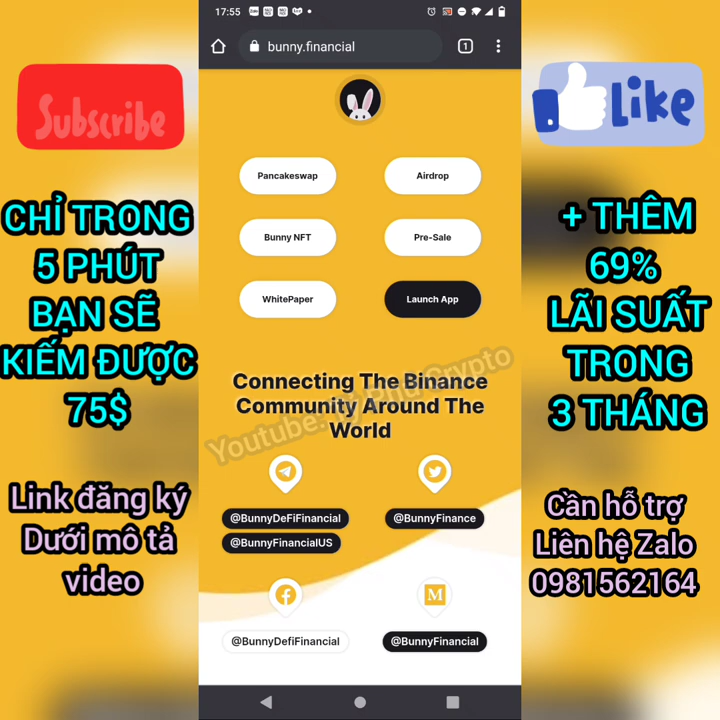 17:55
bunny.financial
1
Subscribe
Like
Pancakeswap
Airdrop
Bunny NFT
Pre-Sale
WhitePaper
Launch App
CHỈ TRONG
5 PHÚT
BẠN SẼ
KIẾM ĐƯỢC
75$
+ THÊM
69%
LÃI SUẤT
TRONG
3 THÁNG
Connecting The Binance
Community Around The
World
@BunnyDeFiFinancial
@BunnyFinancialUS
@BunnyFinance
@BunnyDefiFinancial
@BunnyFinancial
Link đăng ký
Dưới mô tả
video
Cần hỗ trợ
Liên hệ Zalo
0981562164